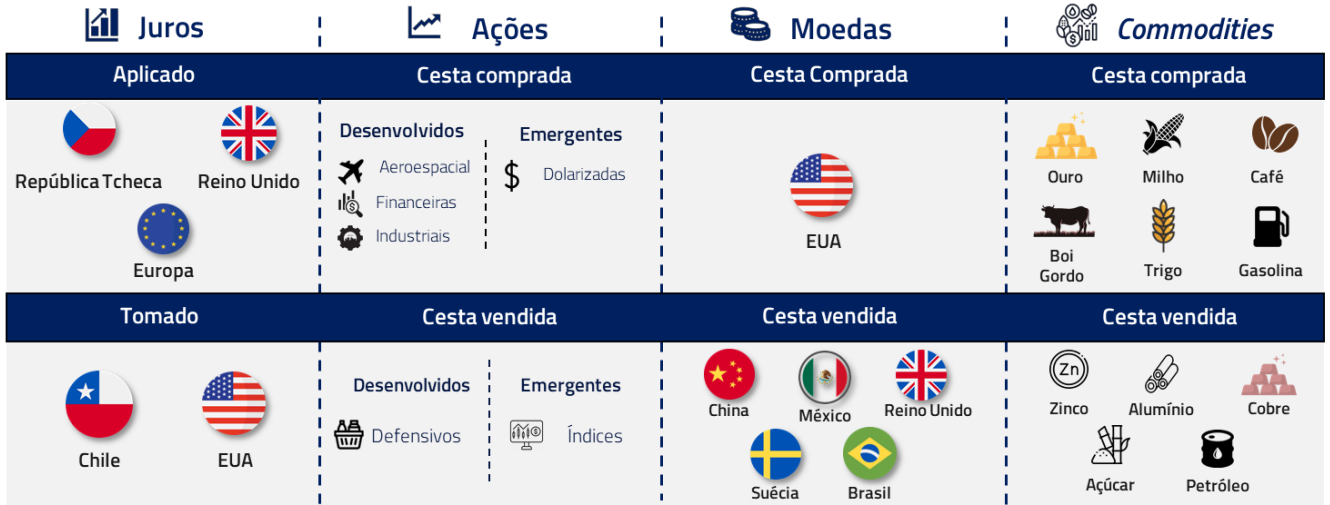 Juros
Ações
Moedas
Commodities
Aplicado
Cesta comprada
Cesta Comprada
Cesta comprada
República Tcheca
Reino Unido
Europa
Desenvolvidos
Aeroespacial
Financeiras
Industriais
Emergentes
$
Dolarizadas
EUA
Ouro
Milho
Café
Boi
Gordo
Trigo
Gasolina
Tomado
Cesta vendida
Cesta vendida
Cesta vendida
Chile
EUA
Desenvolvidos
Defensivos
Emergentes
Índices
China
México
Reino Unido
Suécia
Brasil
Zn
Zinco
Alumínio
Cobre
Açúcar
Petróleo